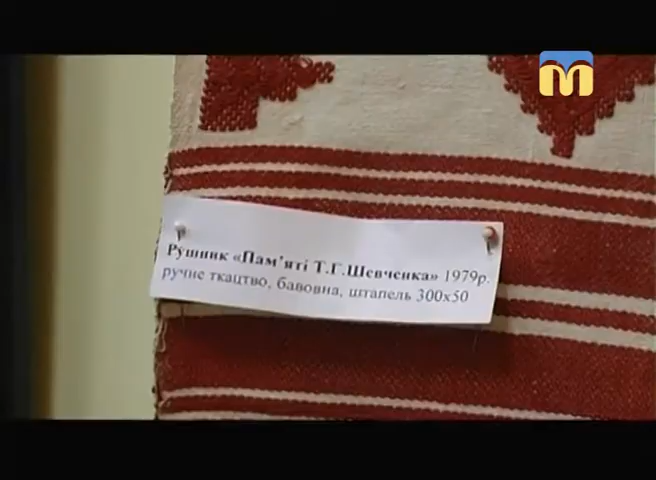 Рушник «Пам'яті Т.Г.Шевченка» 1979р.
ручне ткацтво, бавовна, штапель 300х50